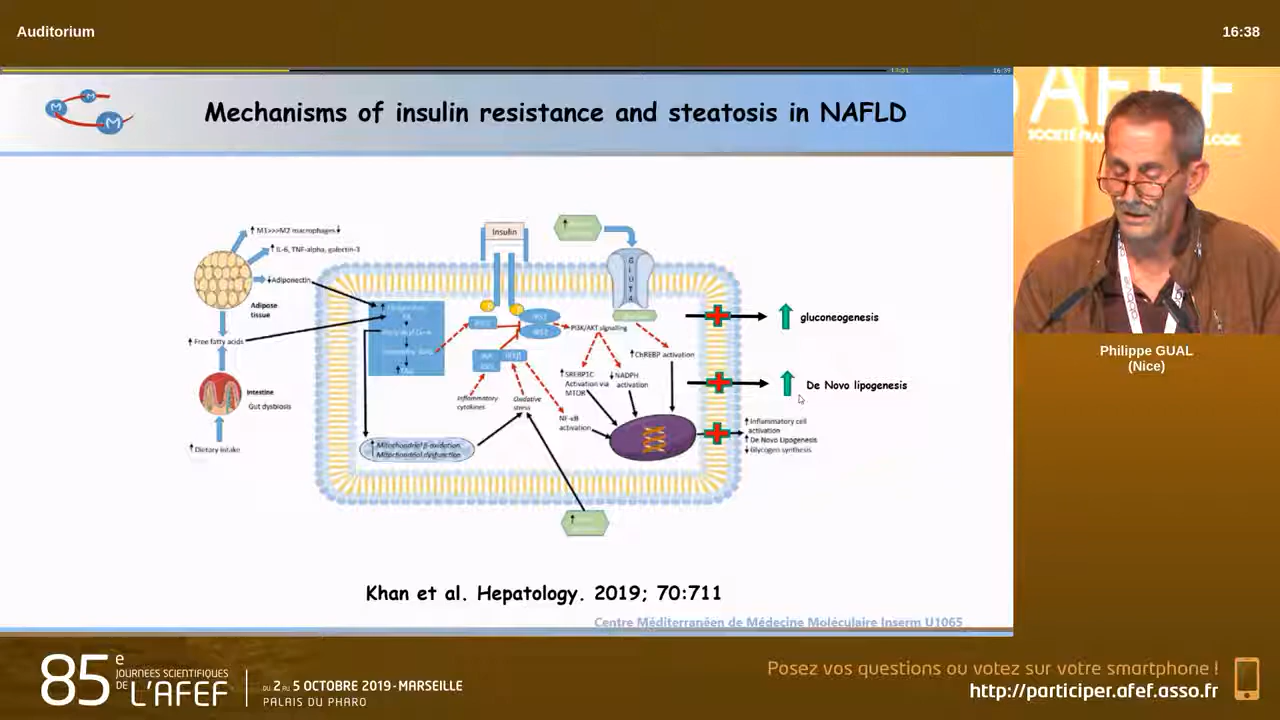 Auditorium
16:38
Mechanisms of insulin resistance and steatosis in NAFLD
M
M
M
AFEF
SOCIÉTÉ
↑ M1>>>M2 macrophages↓
↑ IL-6, TNF-alpha, galectin-3
↓Adiponectin
Adipose
tissue
↑ Free fatty acids
Intestine
Gut dysbiosis
↑ Dietary intake
Insulin
GLUT
PI3K/AKT signalling
↑ChREBP activation
↑SREBP1C
Activation via
MTOR
↓ NADPH
activation
Inflammatory
cytokines
Oxidative
stress
NF-κB
activation
Mitochondrial β-oxidation
Mitochondrial dysfunction
gluconeogenesis
De Novo lipogenesis
↑ Inflammatory cell
activation
↑ De Novo Lipogenesis
↓ Glycogen synthesis
Khan et al. Hepatology. 2019; 70:711
Centre Méditerranéen de Médecine Moléculaire Inserm U1065
Philippe GUAL
(Nice)
85e
JOURNÉES SCIENTIFIQUES
DE L'AFEF
DU 2 AU 5 OCTOBRE 2019 - MARSEILLE
PALAIS DU PHARO
Posez vos questions ou votez sur votre smartphone !
http://participer.afef.asso.fr